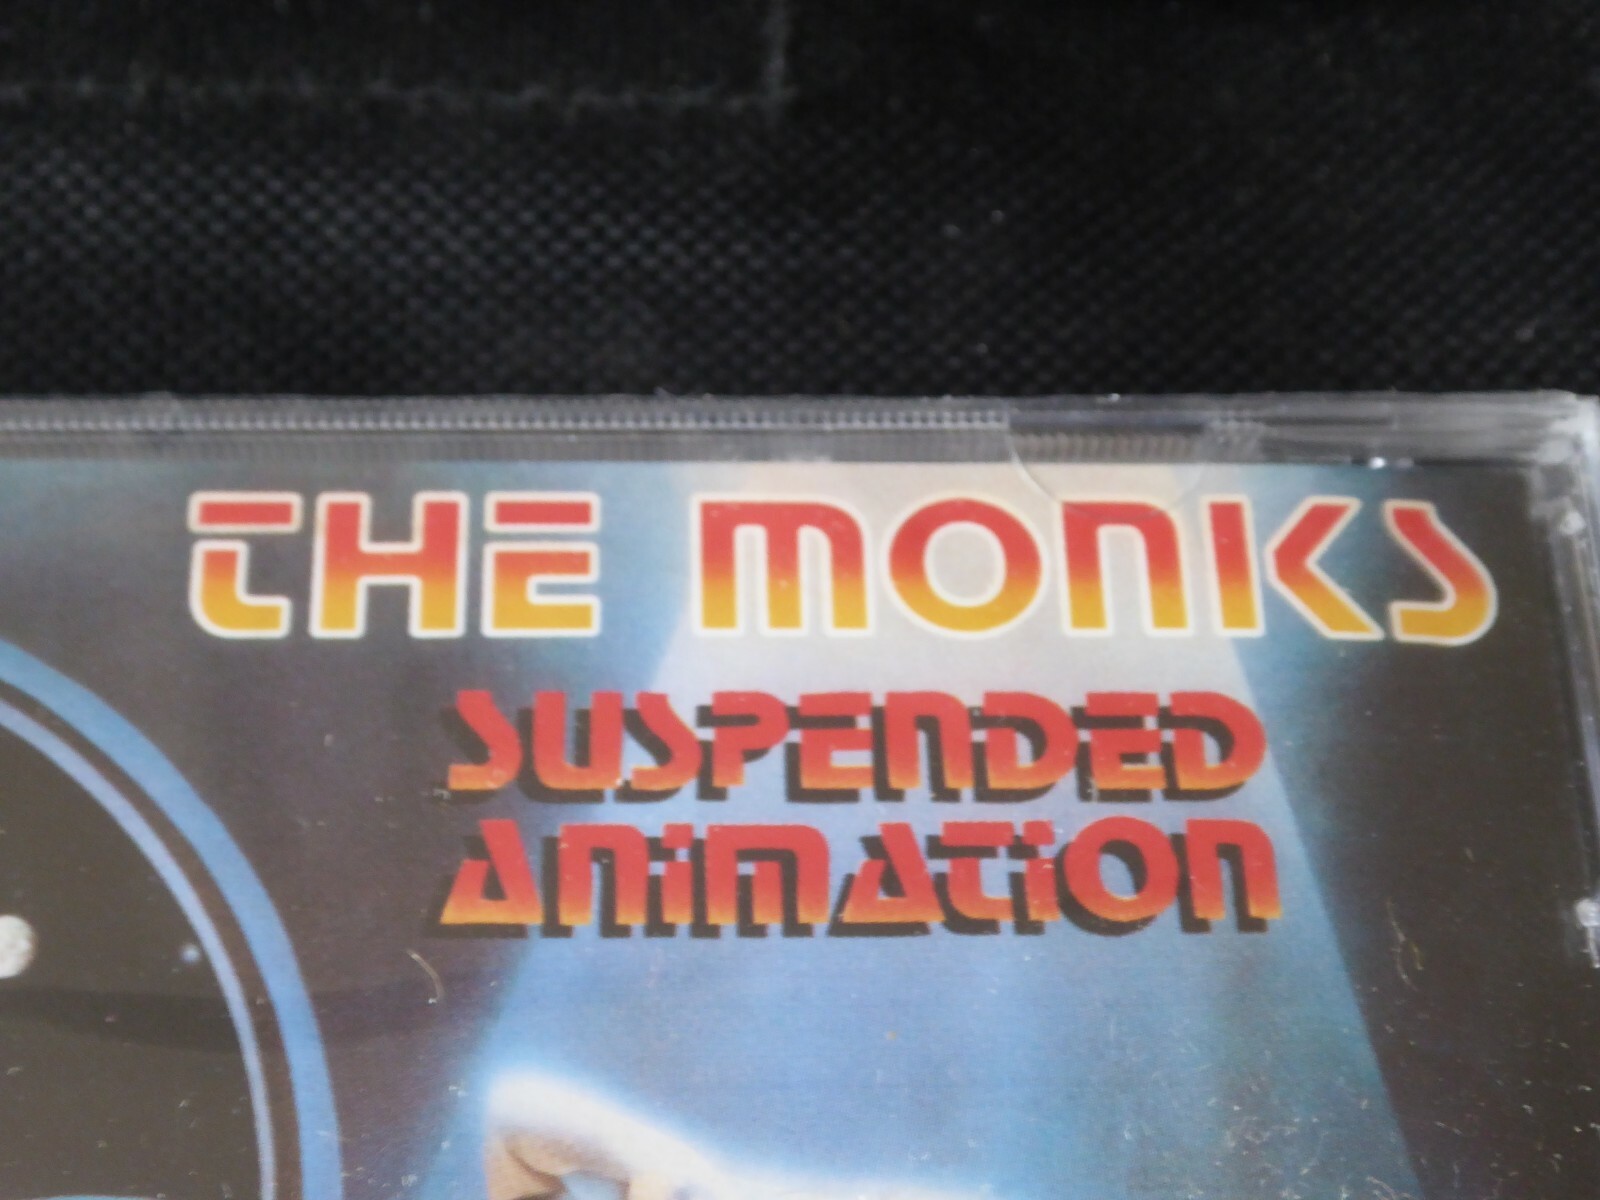 THE MONKS
SUSPENDED
ANIMATION